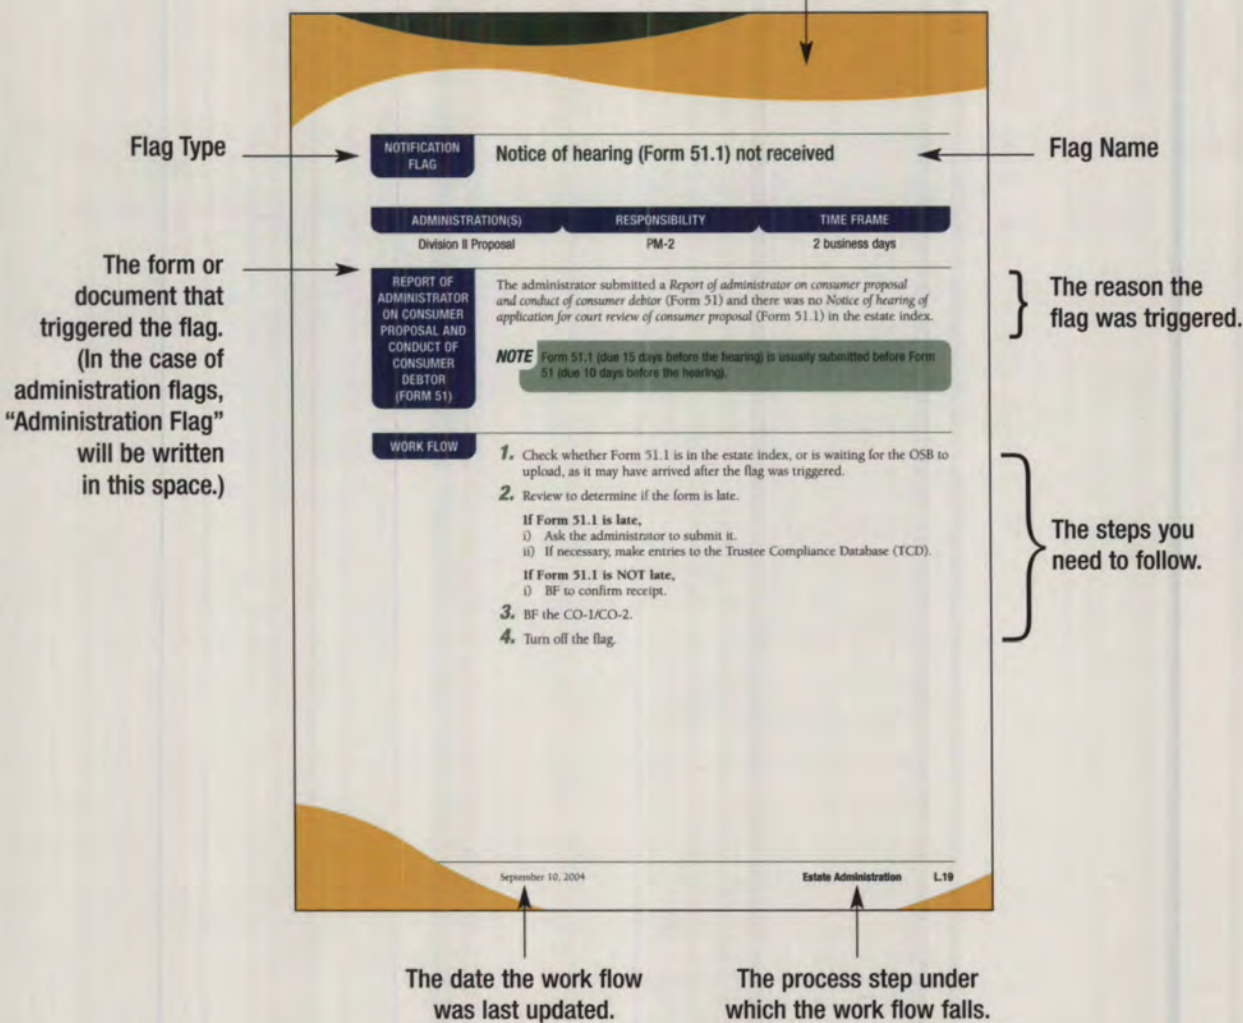 Flag Type
NOTIFICATION
FLAG
Notice of hearing (Form 51.1) not received
Flag Name
ADMINISTRATION(S) RESPONSIBILITY TIME FRAME
Division II Proposal PM-2 2 business days
The form or
document that
triggered the flag.
(In the case of
administration flags,
“Administration Flag”
will be written
in this space.)
REPORT OF
ADMINISTRATOR
ON CONSUMER
PROPOSAL AND
CONDUCT OF
CONSUMER
DEBTOR
(FORM 51)
The administrator submitted a Report of administrator on consumer proposal
and conduct of consumer debtor (Form 51) and there was no Notice of hearing of
application for court review of consumer proposal (Form 51.1) in the estate index.
The reason the
flag was triggered.
NOTE Form 51.1 (due 15 days before the hearing) is usually submitted before Form
51 (due 10 days before the hearing).
WORK FLOW
1. Check whether Form 51.1 is in the estate index, or is waiting for the OSB to
upload, as it may have arrived after the flag was triggered.
2. Review to determine if the form is late.
If Form 51.1 is late,
i) Ask the administrator to submit it.
ii) If necessary, make entries to the Trustee Compliance Database (TCD).
If Form 51.1 is NOT late,
i) BF to confirm receipt.
3. BF the CO-1/CO-2.
4. Turn off the flag.
The steps you
need to follow.
September 10, 2004 Estate Administration L.19
The date the work flow
was last updated.
The process step under
which the work flow falls.